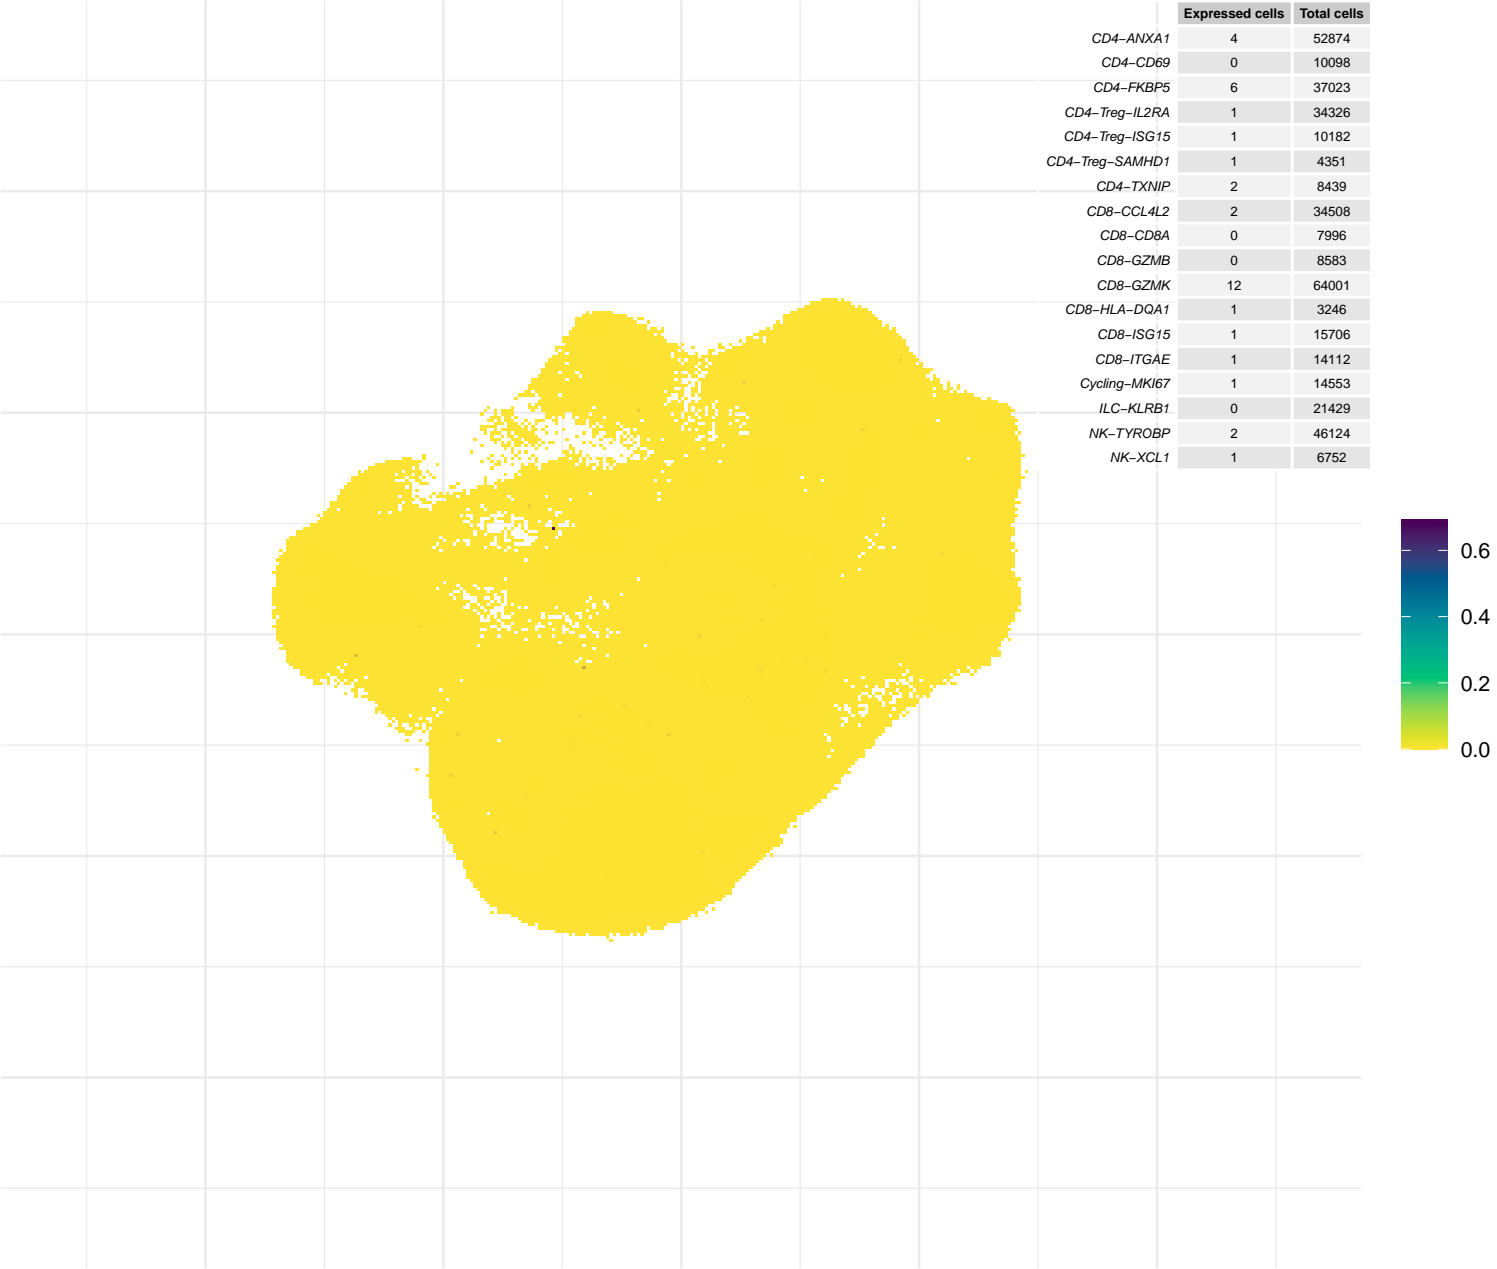 Expressed cells Total cells
CD4−ANXA1 4 52874
CD4−CD69 0 10098
CD4−FKBP5 6 37023
CD4−Treg−IL2RA 1 34326
CD4−Treg−ISG15 1 10182
CD4−Treg−SAMHD1 1 4351
CD4−TXNIP 2 8439
CD8−CCL4L2 2 34508
CD8−CD8A 0 7996
CD8−GZMB 0 8583
CD8−GZMK 12 64001
CD8−HLA−DQA1 1 3246
CD8−ISG15 1 15706
CD8−ITGAE 1 14112
Cycling−MKI67 1 14553
ILC−KLRB1 0 21429
NK−TYROBP 2 46124
NK−XCL1 1 6752
0.6
0.4
0.2
0.0